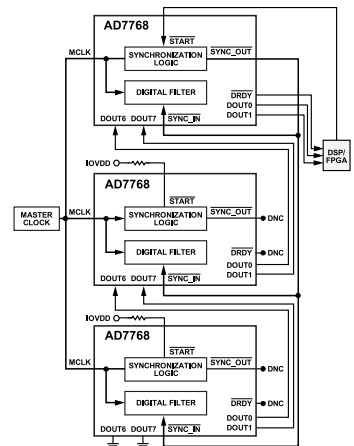 AD7768
START
MCLK
SYNCHRONIZATION
LOGIC
SYNC_OUT
DIGITAL FILTER
DRDY
DOUT0
DOUT1
DOUT6 DOUT7 SYNC_IN
DSP/
FPGA
IOVDD
AD7768
START
MASTER
CLOCK
MCLK
SYNCHRONIZATION
LOGIC
SYNC_OUT
DNC
DIGITAL FILTER
DRDY
DNC
DOUT0
DOUT1
DOUT6 DOUT7 SYNC_IN
IOVDD
AD7768
START
MCLK
SYNCHRONIZATION
LOGIC
SYNC_OUT
DNC
DIGITAL FILTER
DRDY
DNC
DOUT0
DOUT1
DOUT6 DOUT7 SYNC_IN